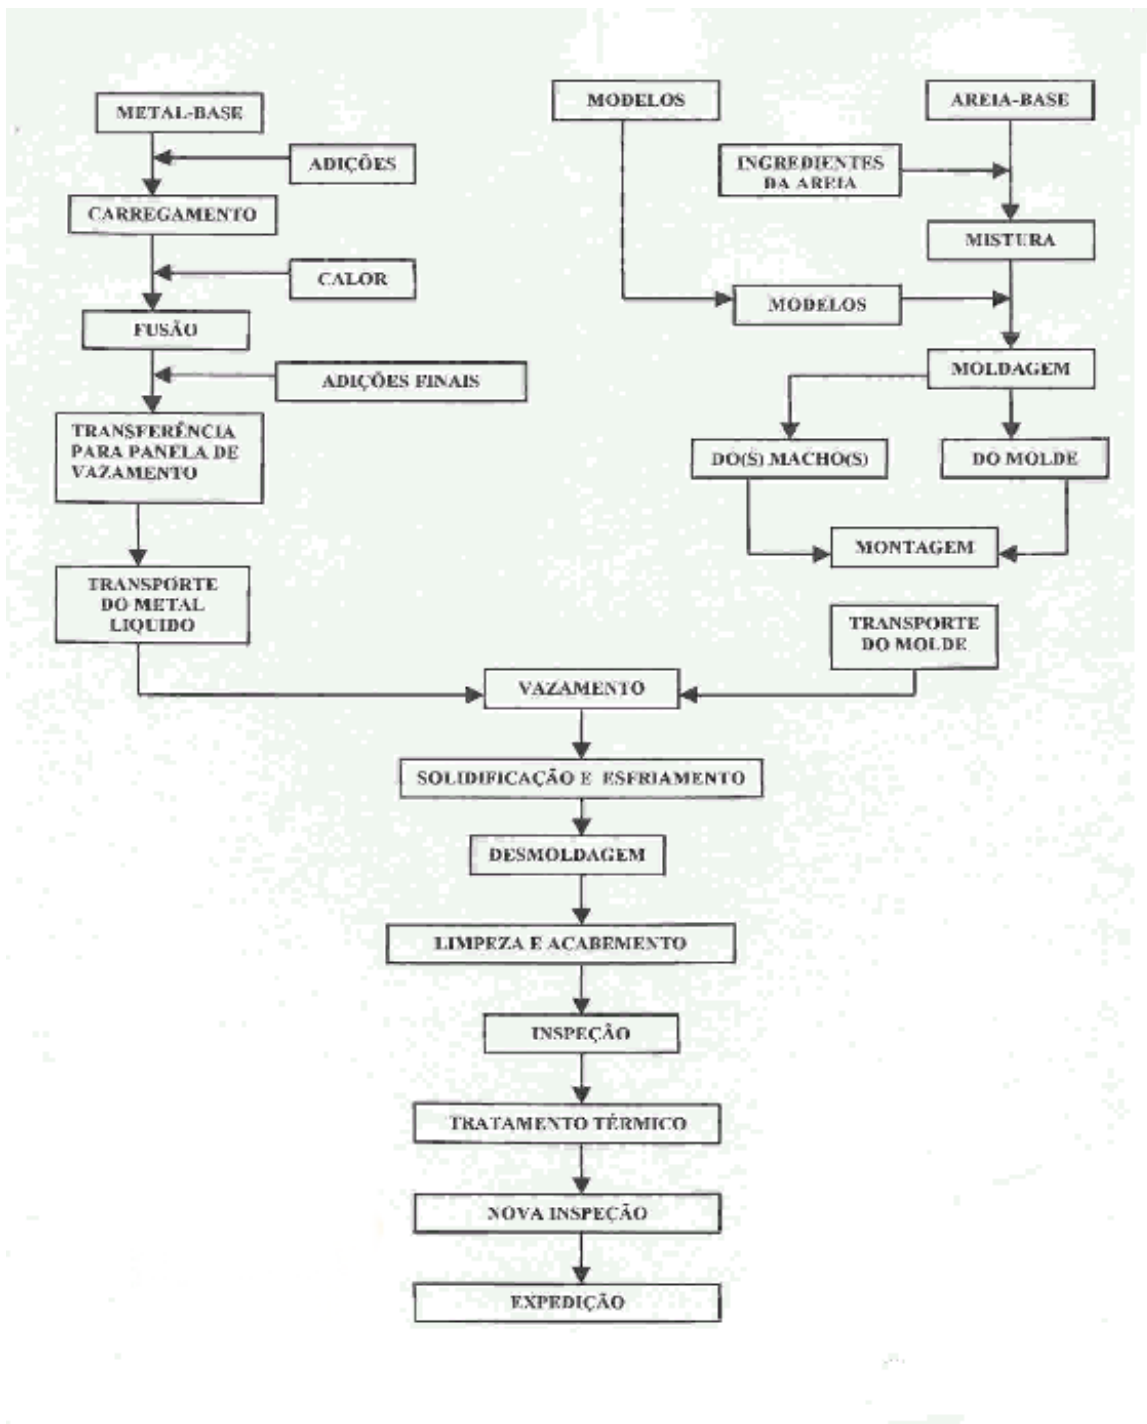 METAL-BASE
ADIÇÕES
CARREGAMENTO
CALOR
FUSÃO
ADIÇÕES FINAIS
TRANSFERÊNCIA
PARA PANELA DE
VAZAMENTO
TRANSPORTE
DO METAL
LIQUIDO
MODELOS
AREIA-BASE
INGREDIENTES
DA AREIA
MISTURA
MODELOS
MOLDAGEM
DO(S) MACHO(S)
DO MOLDE
MONTAGEM
TRANSPORTE
DO MOLDE
VAZAMENTO
SOLIDIFICAÇÃO E ESFRIAMENTO
DESMOLDAGEM
LIMPEZA E ACABEMENTO
INSPEÇÃO
TRATAMENTO TÉRMICO
NOVA INSPEÇÃO
EXPEDIÇÃO